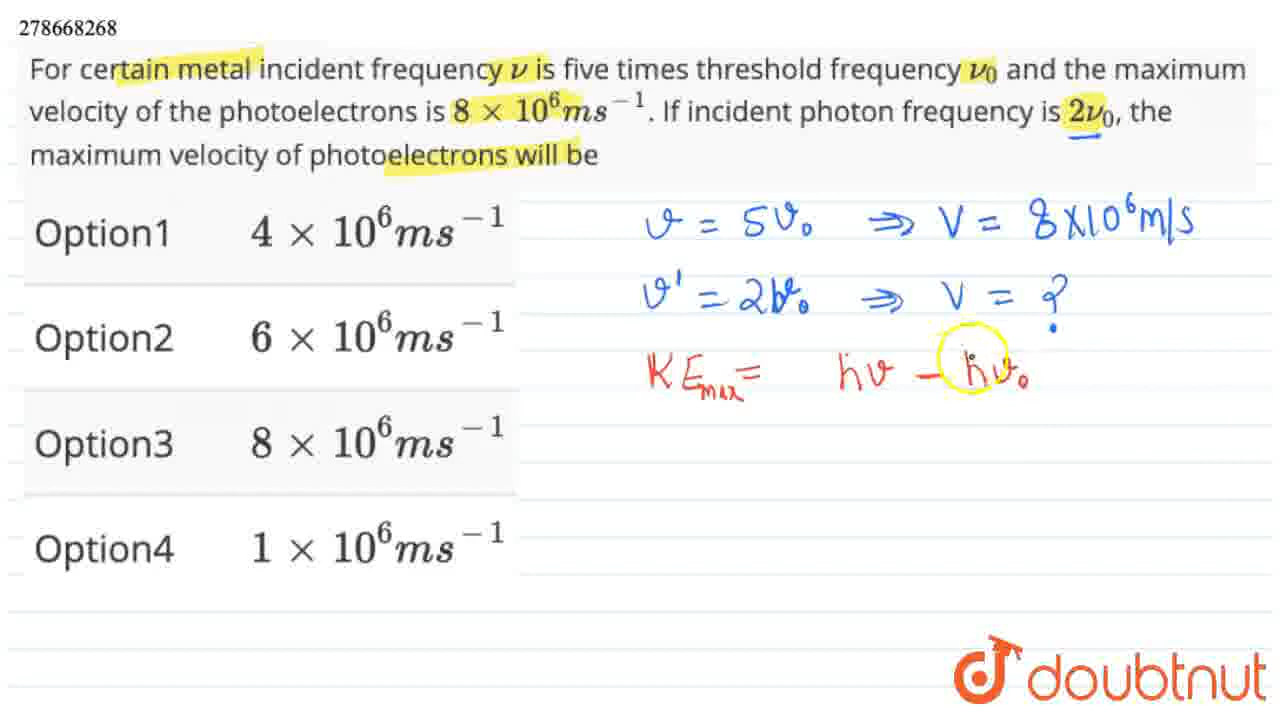 278668268
For certain metal incident frequency ν is five times threshold frequency ν₀ and the maximum
velocity of the photoelectrons is 8 × 10⁶ms⁻¹. If incident photon frequency is 2ν₀, the
maximum velocity of photoelectrons will be
Option1 4 × 10⁶ms⁻¹
Option2 6 × 10⁶ms⁻¹
Option3 8 × 10⁶ms⁻¹
Option4 1 × 10⁶ms⁻¹
ν = 5ν₀ ⇒ V = 8×10⁶m/s
ν' = 2ν₀ ⇒ V = ?
KEmax = hν − hν₀
doubtnut